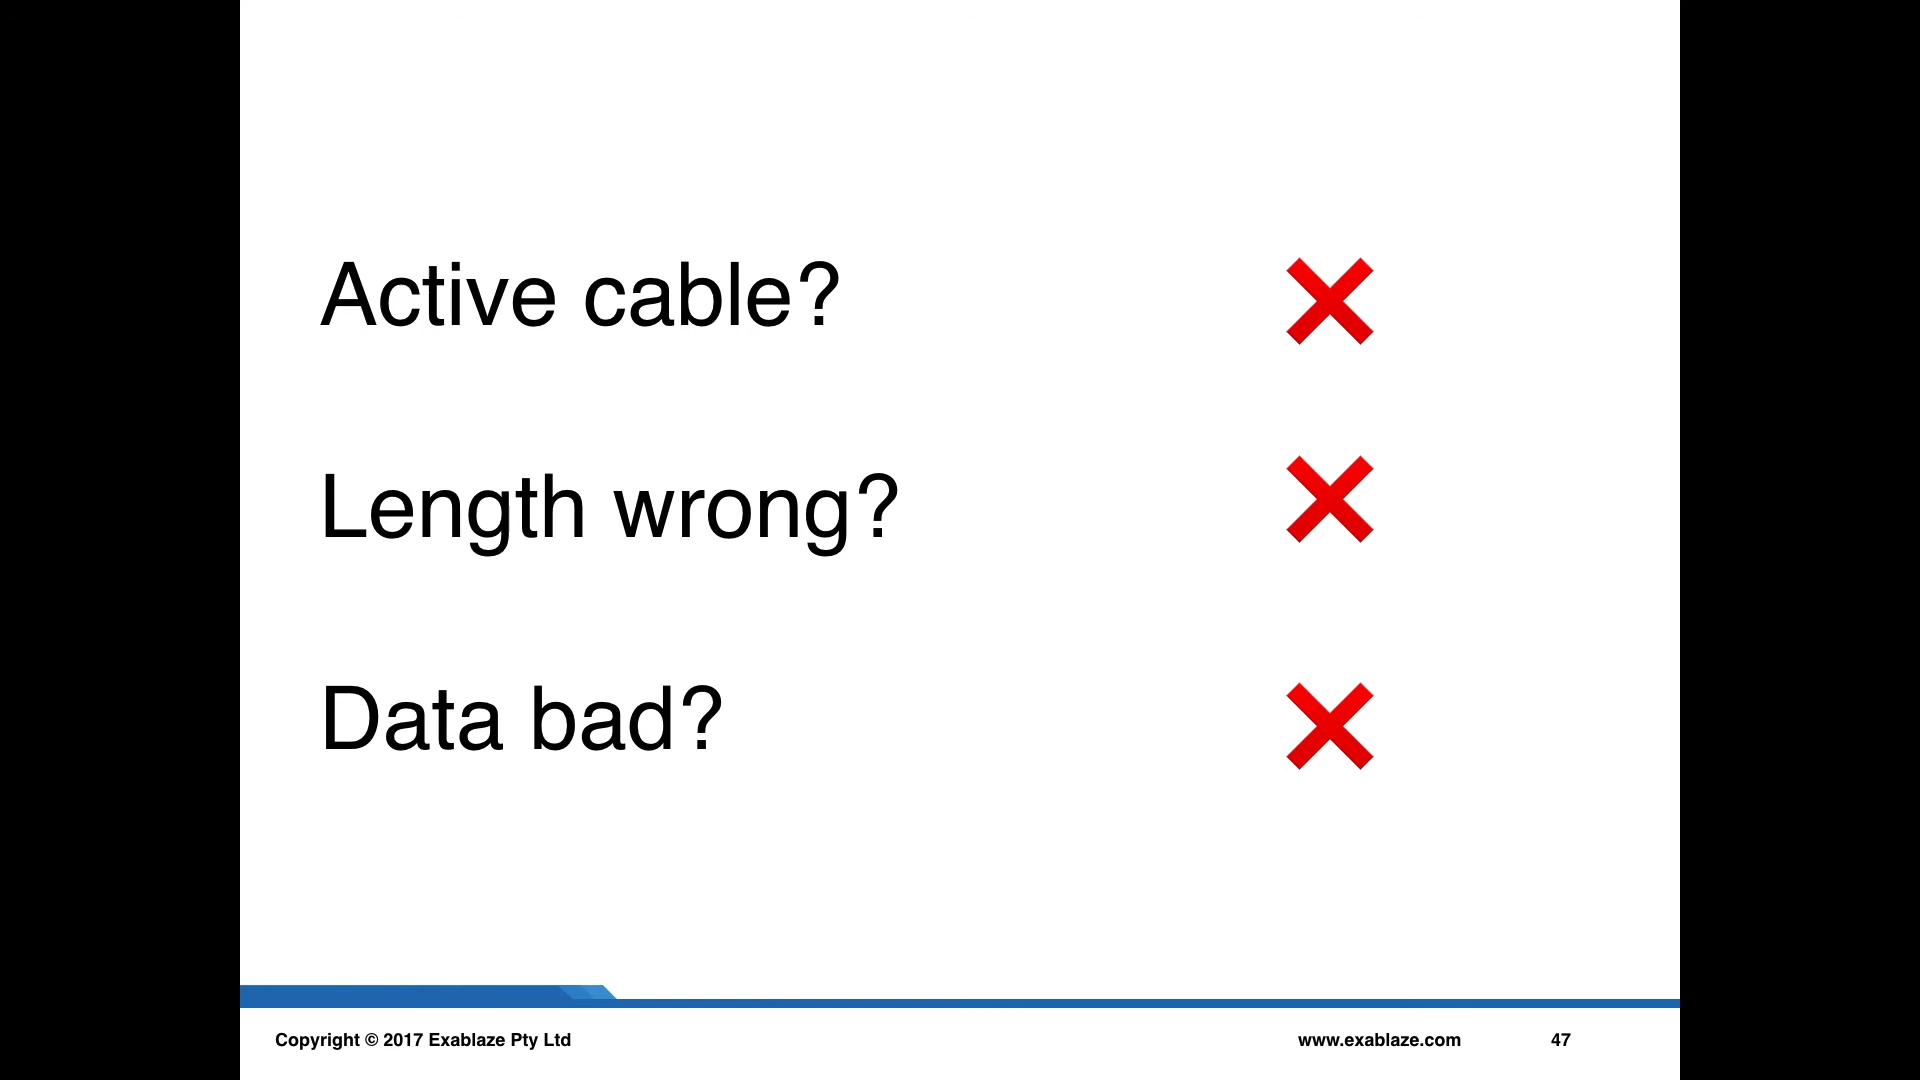 Active cable?
Length wrong?
Data bad?
Copyright © 2017 Exablaze Pty Ltd www.exablaze.com 47